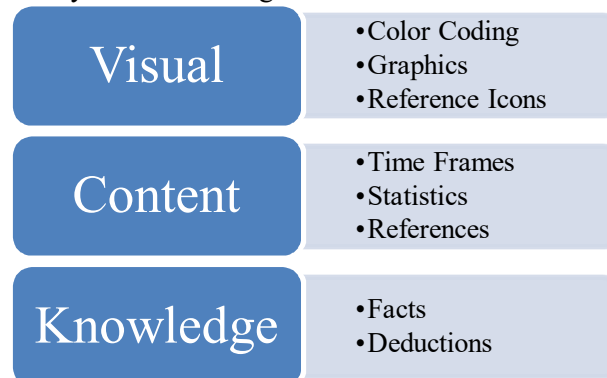 Visual
•Color Coding
•Graphics
•Reference Icons
Content
•Time Frames
•Statistics
•References
Knowledge
•Facts
•Deductions